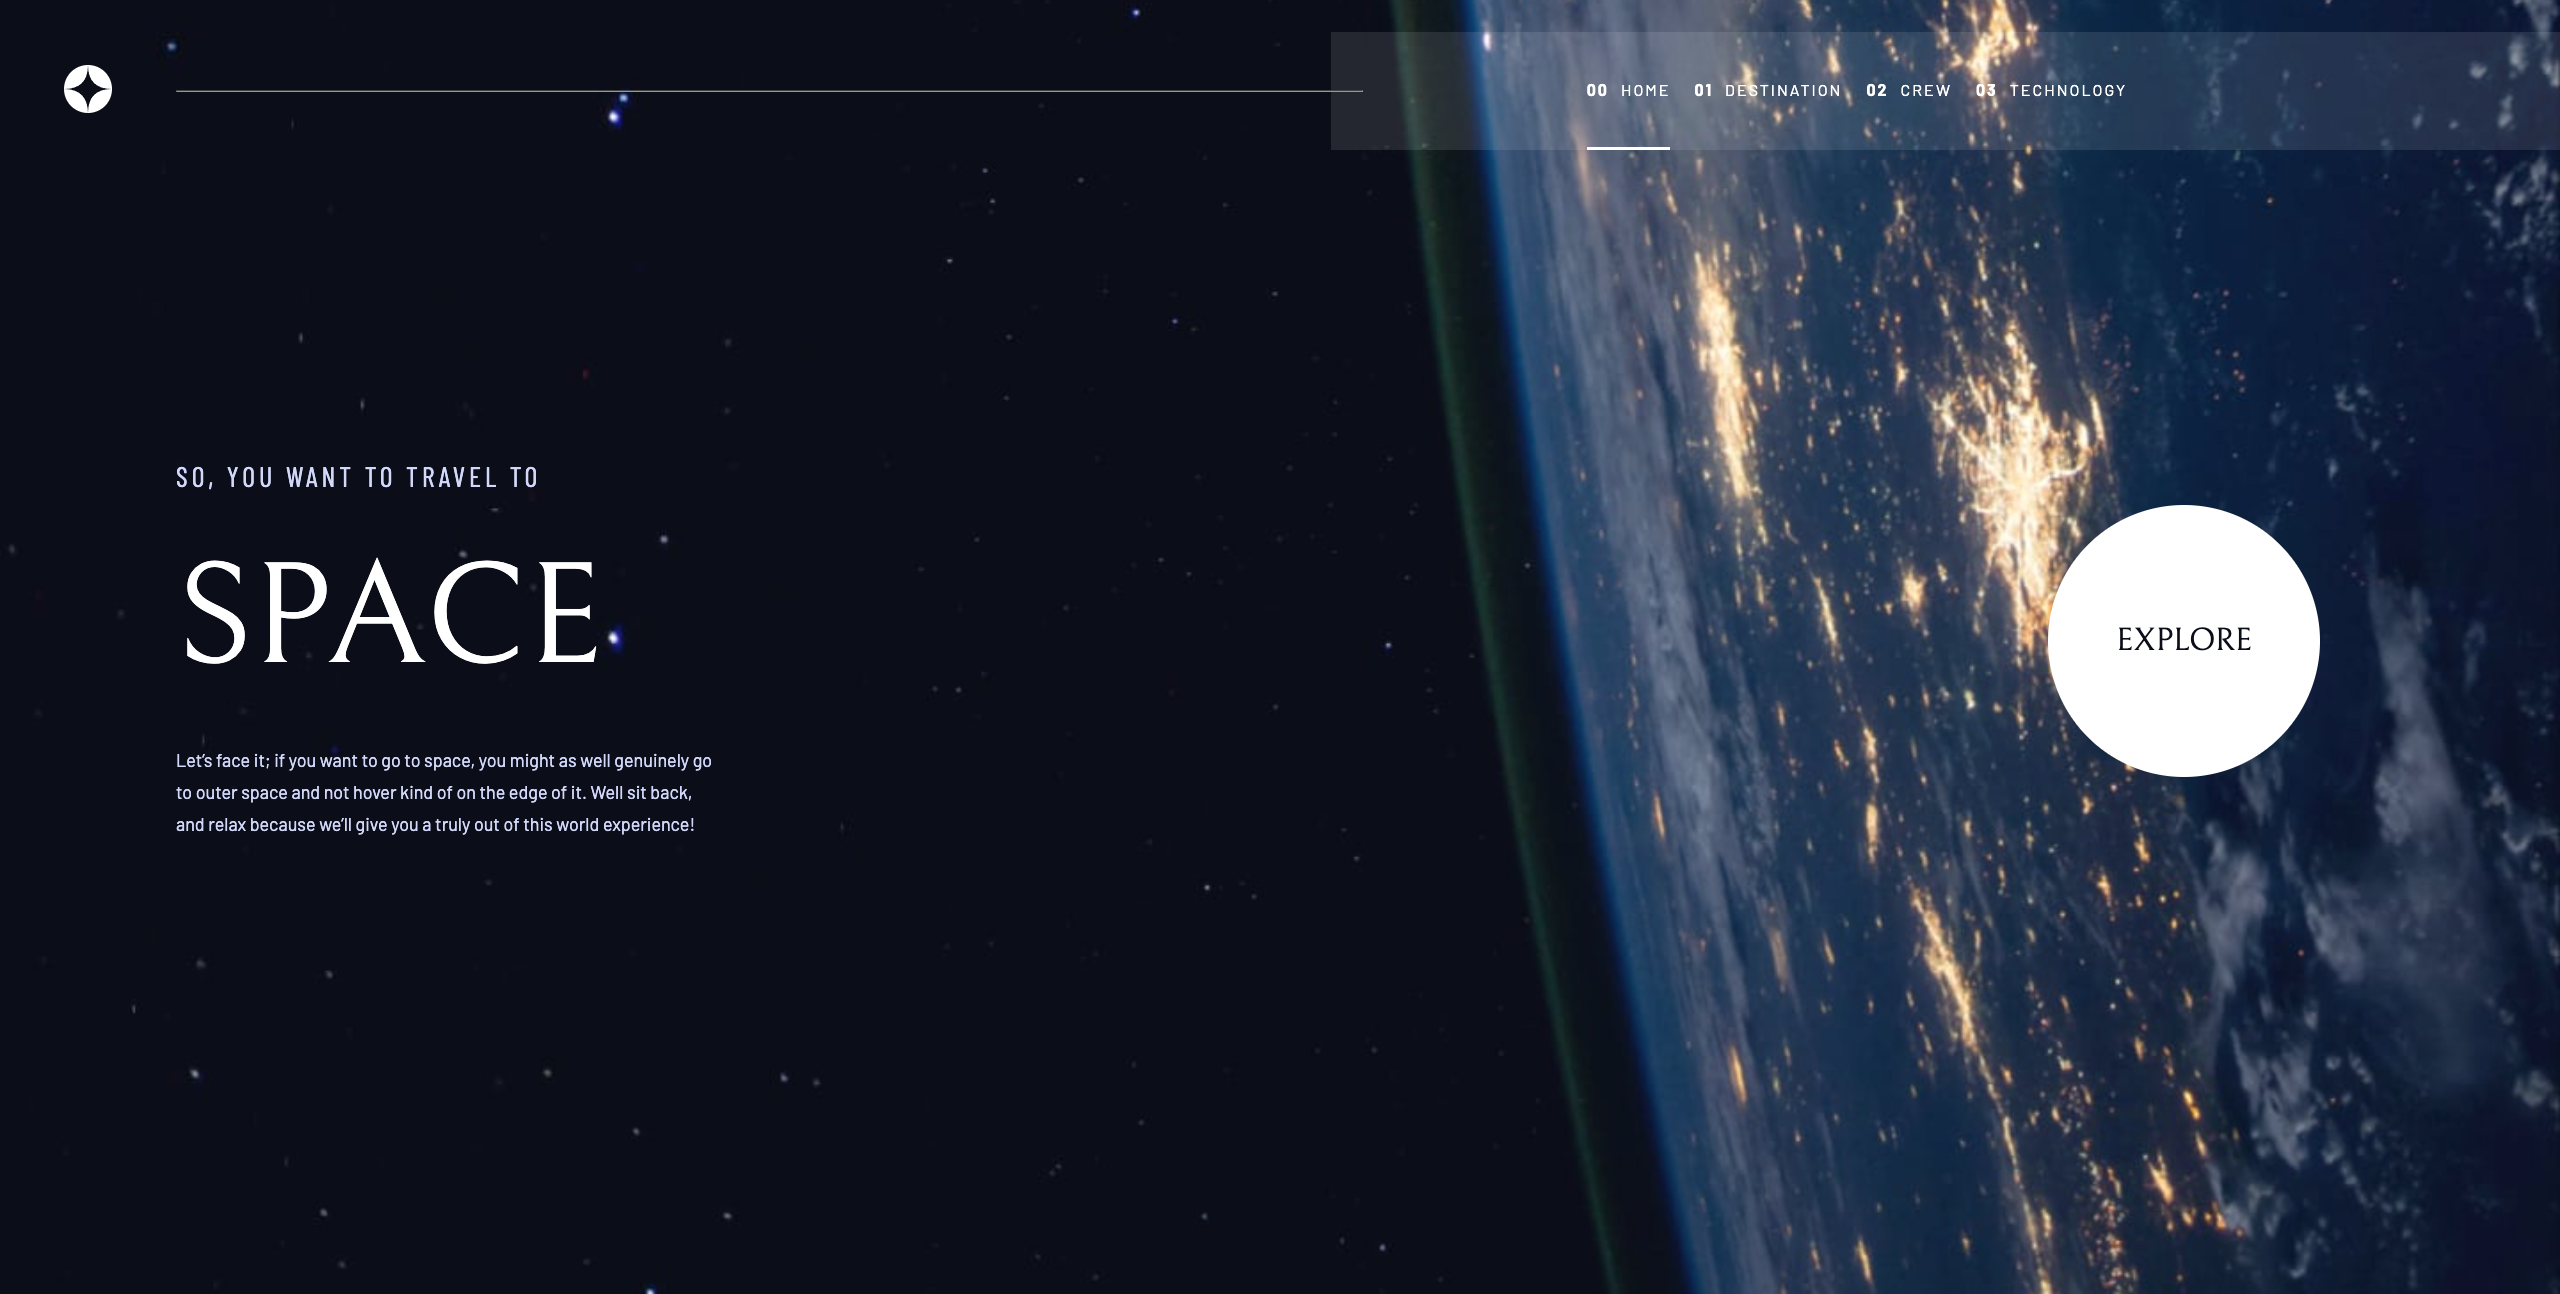 00 HOME 01 DESTINATION 02 CREW 03 TECHNOLOGY
SO, YOU WANT TO TRAVEL TO
SPACE
Let’s face it; if you want to go to space, you might as well genuinely go
to outer space and not hover kind of on the edge of it. Well sit back,
and relax because we’ll give you a truly out of this world experience!
EXPLORE